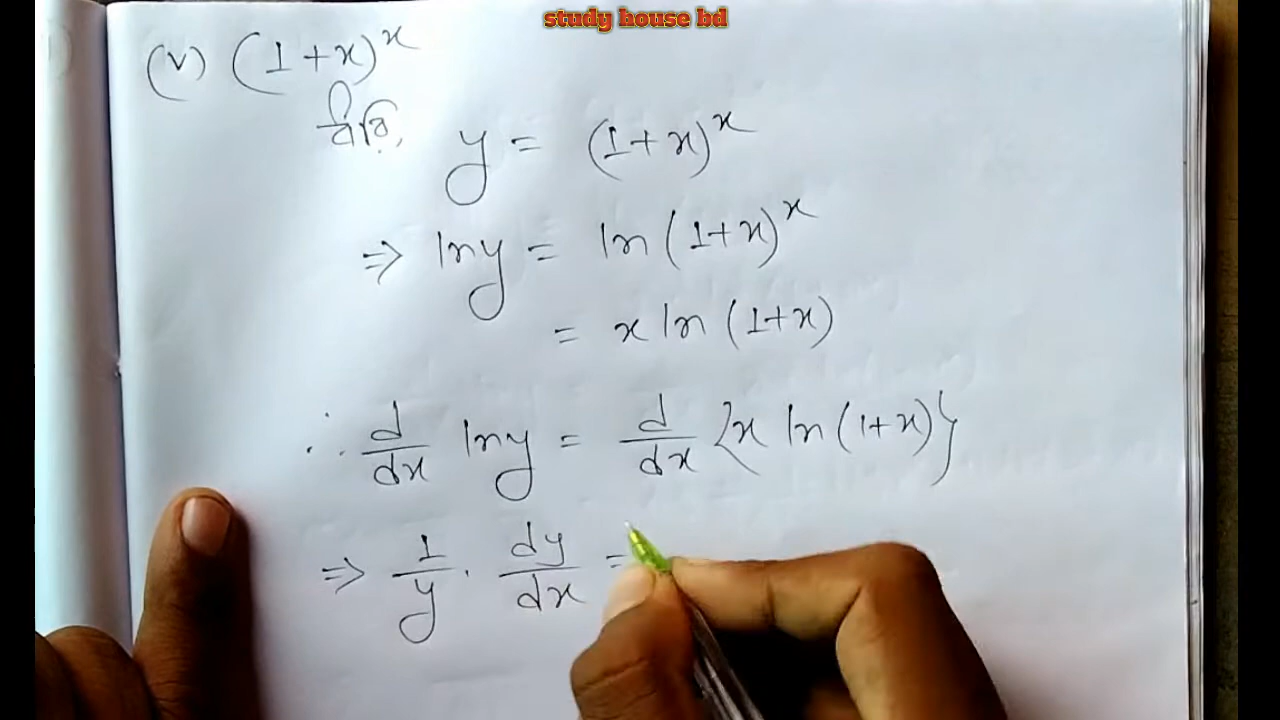 study house bd
(v) (1+x)^x
ধরি,
y = (1+x)^x
⇒ ln y = ln (1+x)^x
= x ln (1+x)
∴ d/dx ln y = d/dx {x ln (1+x)}
⇒ 1/y · dy/dx =